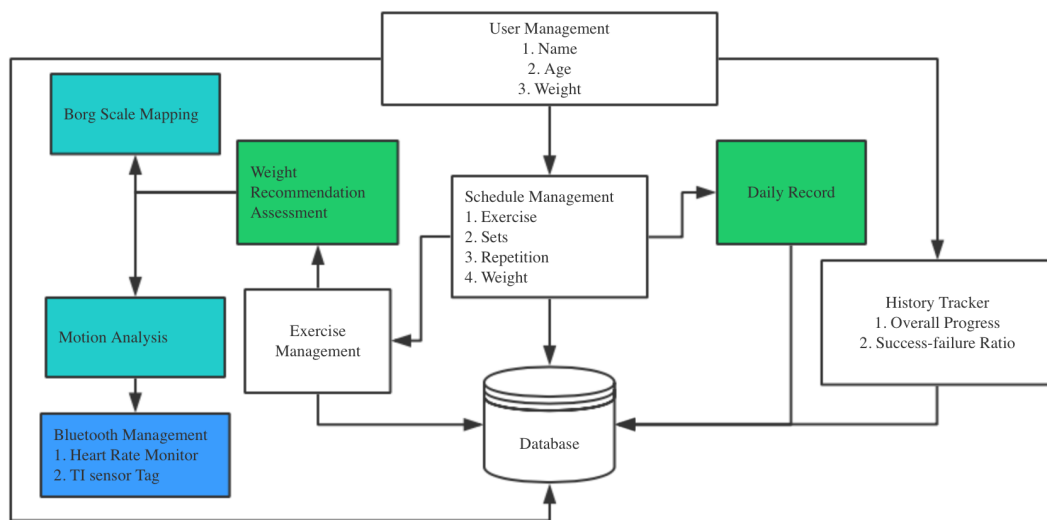 User Management
1. Name
2. Age
3. Weight
Borg Scale Mapping
Weight
Recommendation
Assessment
Schedule Management
1. Exercise
2. Sets
3. Repetition
4. Weight
Daily Record
Motion Analysis
Exercise
Management
History Tracker
1. Overall Progress
2. Success-failure Ratio
Bluetooth Management
1. Heart Rate Monitor
2. TI sensor Tag
Database